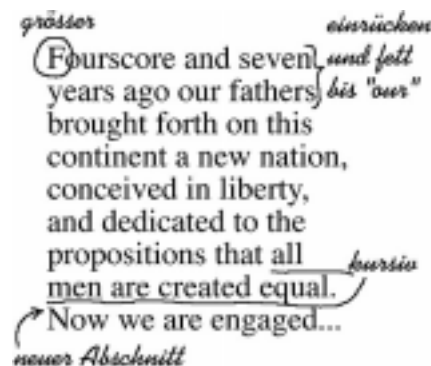 grösser
einrücken
Fourscore and seven und fett
years ago our fathers bis "our"
brought forth on this
continent a new nation,
conceived in liberty,
and dedicated to the
propositions that all
kursiv
men are created equal.
Now we are engaged...
neuer Abschnitt